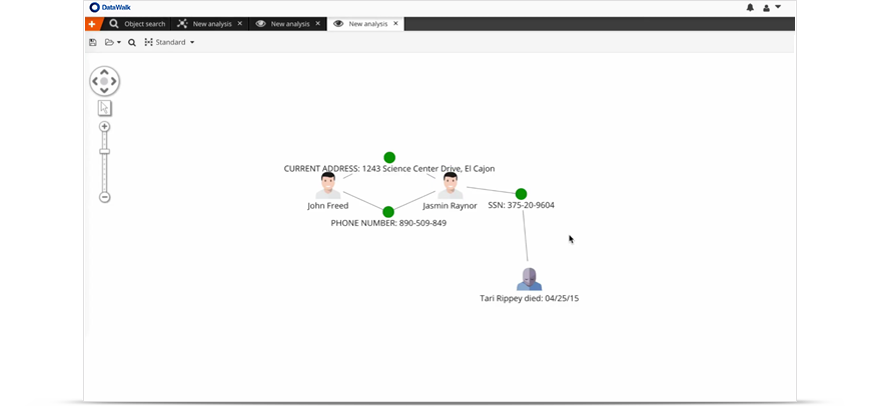 DataWalk
Object search
New analysis
New analysis
New analysis
Standard
CURRENT ADDRESS: 1243 Science Center Drive, El Cajon
John Freed
Jasmin Raynor
SSN: 375-20-9604
PHONE NUMBER: 890-509-849
Tari Rippey died: 04/25/15